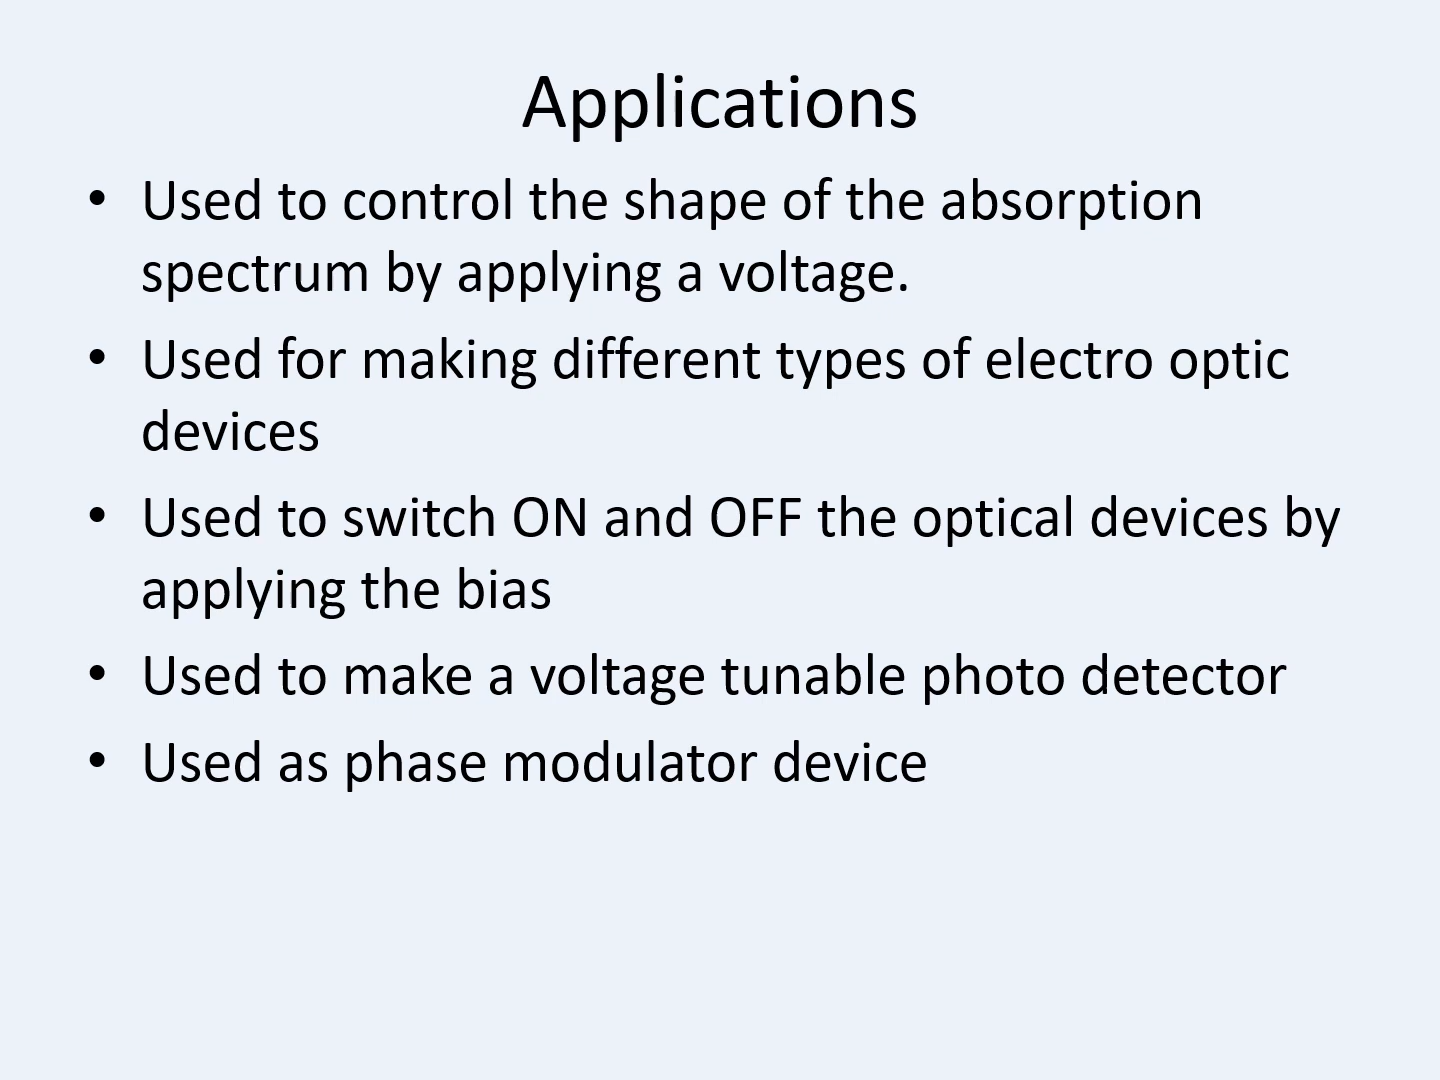 Applications
• Used to control the shape of the absorption
spectrum by applying a voltage.
• Used for making different types of electro optic
devices
• Used to switch ON and OFF the optical devices by
applying the bias
• Used to make a voltage tunable photo detector
• Used as phase modulator device